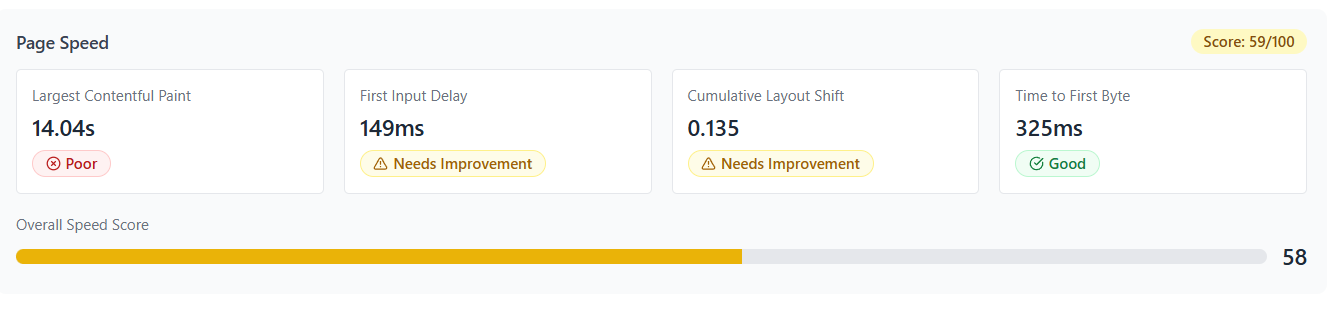 Page Speed
Score: 59/100
Largest Contentful Paint
14.04s
Poor
First Input Delay
149ms
Needs Improvement
Cumulative Layout Shift
0.135
Needs Improvement
Time to First Byte
325ms
Good
Overall Speed Score
58